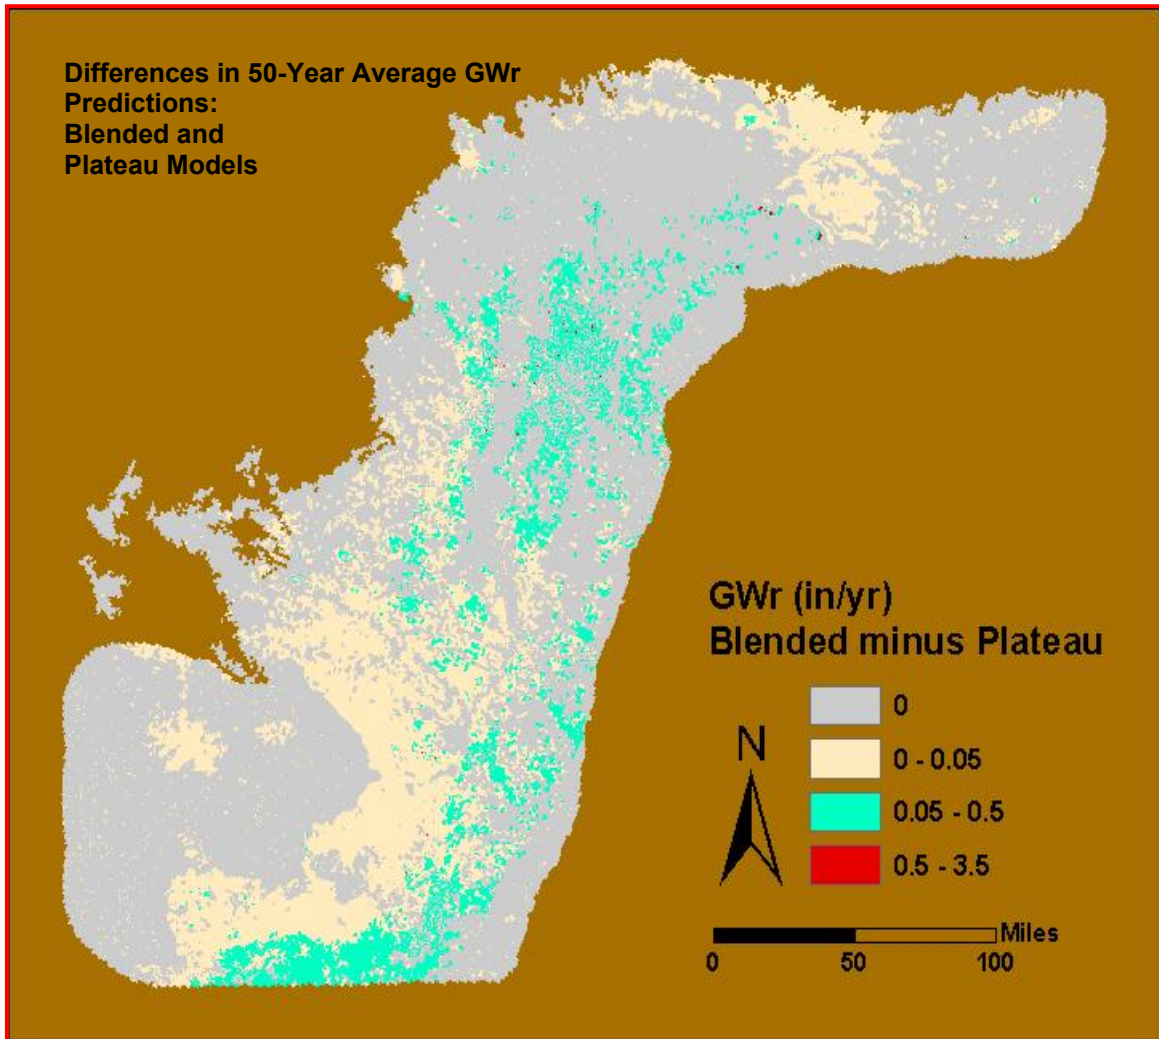 Differences in 50-Year Average GWr
Predictions:
Blended and
Plateau Models
GWr (in/yr)
Blended minus Plateau
0
N
0 - 0.05
0.05 - 0.5
0.5 - 3.5
Miles
0 50 100